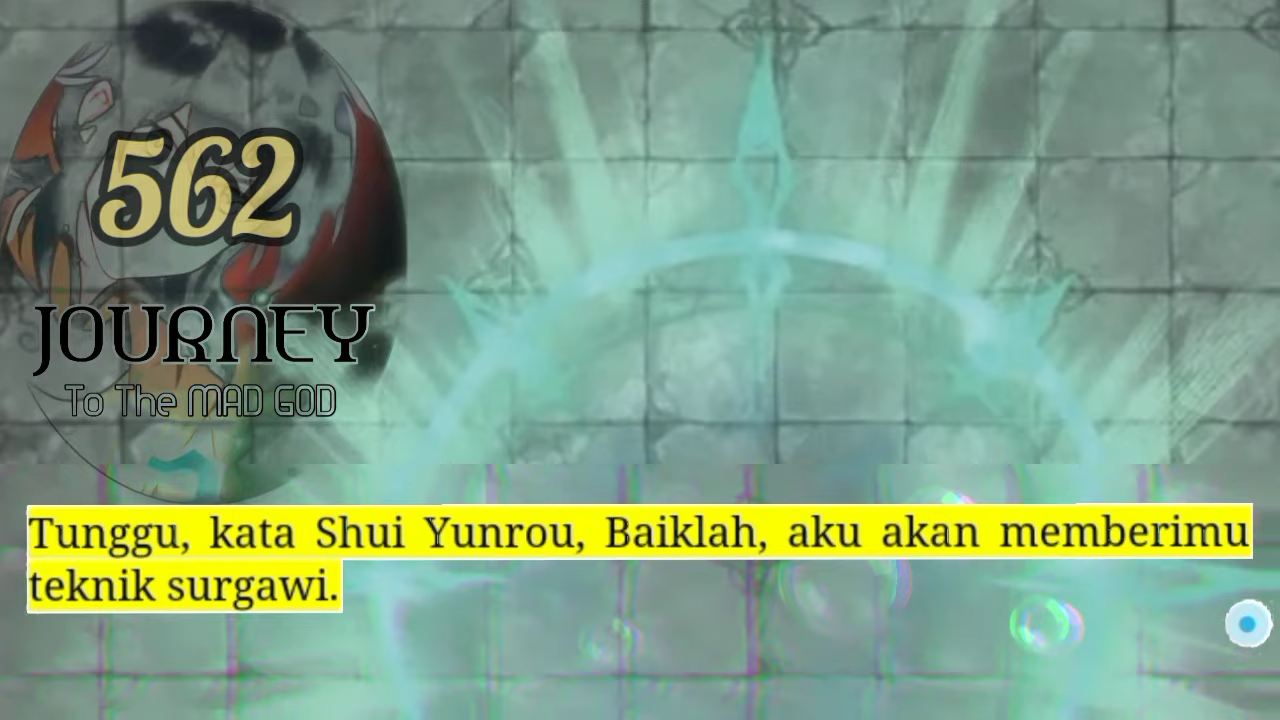 562
JOURNEY
To The MAD GOD
Tunggu, kata Shui Yunrou, Baiklah, aku akan memberimu
teknik surgawi.